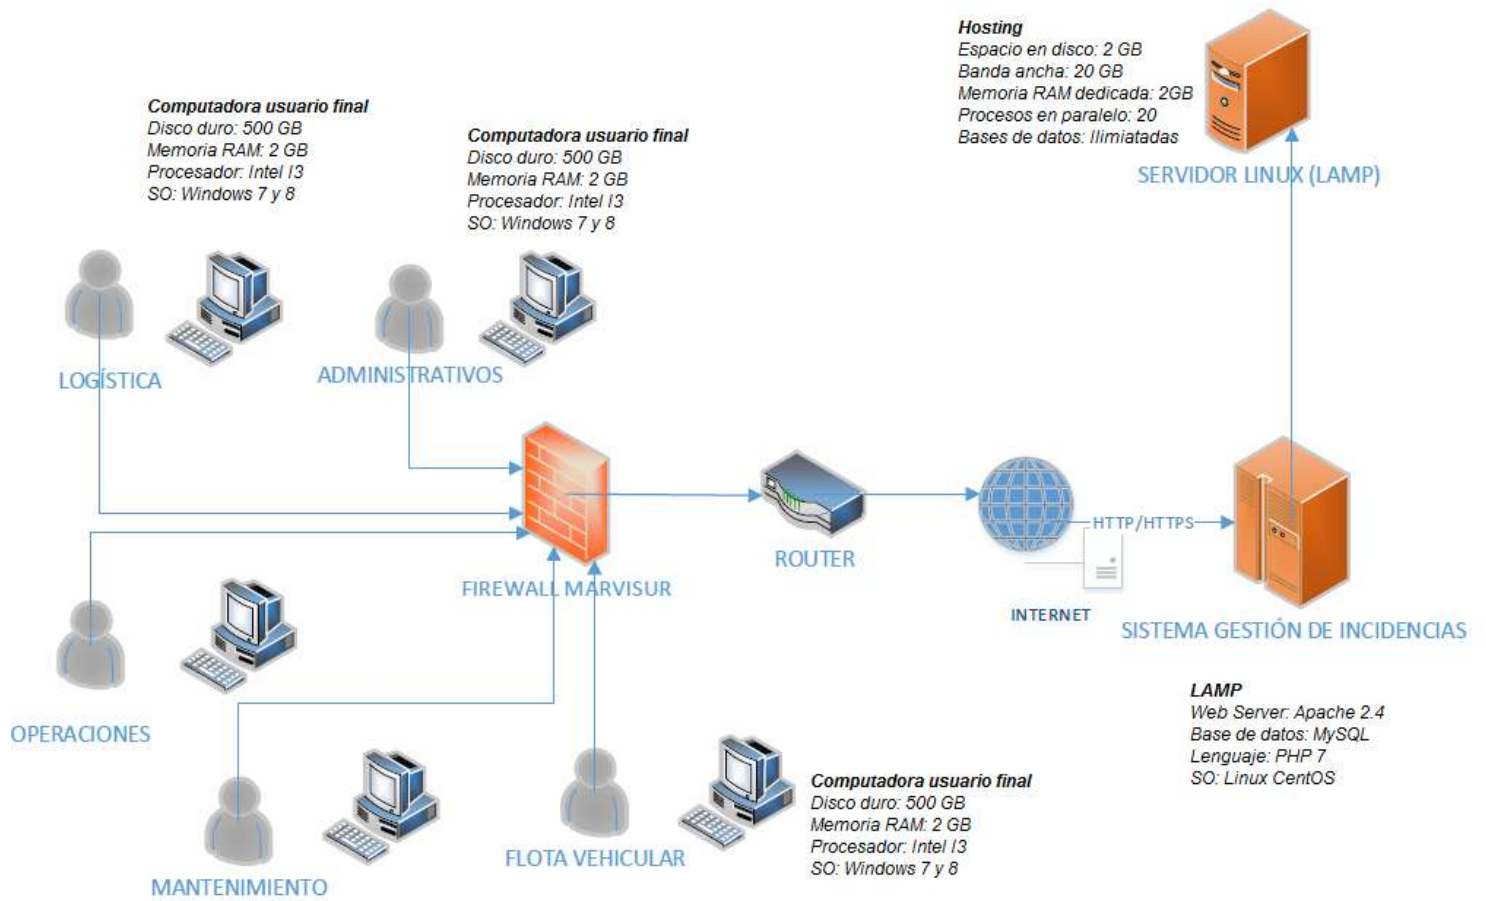 Hosting
Espacio en disco: 2 GB
Banda ancha: 20 GB
Memoria RAM dedicada: 2GB
Procesos en paralelo: 20
Bases de datos: Ilimiatadas
SERVIDOR LINUX (LAMP)
Computadora usuario final
Disco duro: 500 GB
Memoria RAM: 2 GB
Procesador: Intel I3
SO: Windows 7 y 8
Computadora usuario final
Disco duro: 500 GB
Memoria RAM: 2 GB
Procesador: Intel I3
SO: Windows 7 y 8
LOGÍSTICA
ADMINISTRATIVOS
FIREWALL MARVISUR
ROUTER
HTTP/HTTPS
INTERNET
SISTEMA GESTIÓN DE INCIDENCIAS
LAMP
Web Server: Apache 2.4
Base de datos: MySQL
Lenguaje: PHP 7
SO: Linux CentOS
OPERACIONES
MANTENIMIENTO
FLOTA VEHICULAR
Computadora usuario final
Disco duro: 500 GB
Memoria RAM: 2 GB
Procesador: Intel I3
SO: Windows 7 y 8